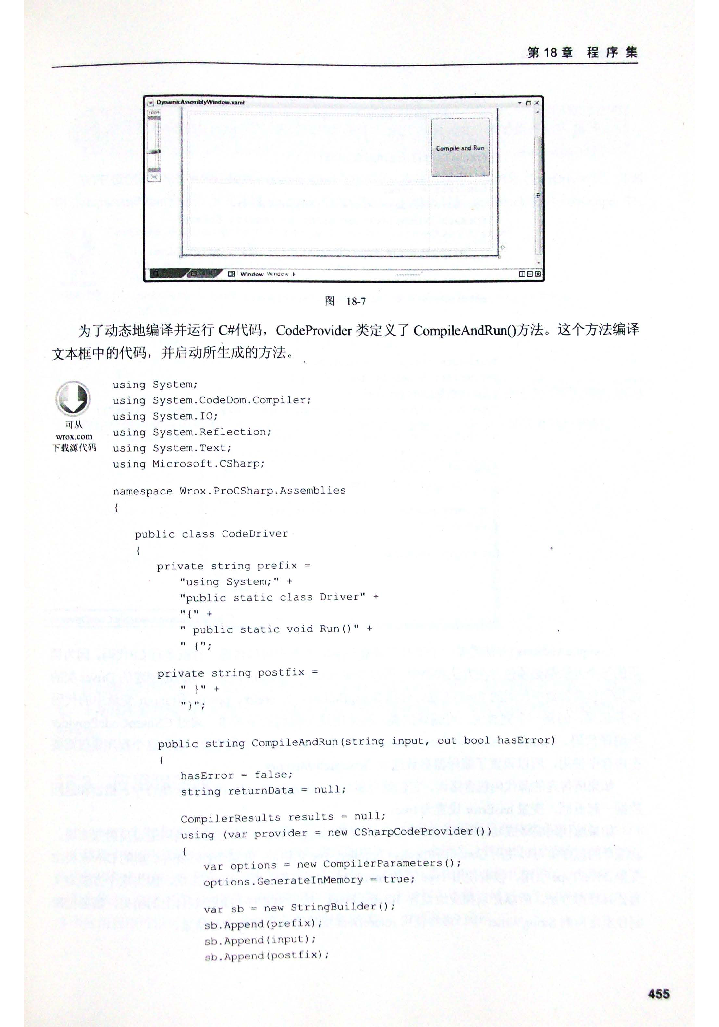 第 18 章 程 序 集
DynamicAssemblyWindow.xaml
Compile and Run
Window
图 18-7
为了动态地编译并运行 C#代码，CodeProvider 类定义了 CompileAndRun()方法。这个方法编译
文本框中的代码，并启动所生成的方法。
可从
wrox.com
下载源代码
using System;
using System.CodeDom.Compiler;
using System.IO;
using System.Reflection;
using System.Text;
using Microsoft.CSharp;
namespace Wrox.ProCSharp.Assemblies
{
public class CodeDriver
{
private string prefix =
"using System;" +
"public static class Driver" +
"{" +
" public static void Run()" +
" {";
private string postfix =
" }" +
"}";
public string CompileAndRun(string input, out bool hasError)
{
hasError = false;
string returnData = null;
CompilerResults results = null;
using (var provider = new CSharpCodeProvider())
{
var options = new CompilerParameters();
options.GenerateInMemory = true;
var sb = new StringBuilder();
sb.Append(prefix);
sb.Append(input);
sb.Append(postfix);
455